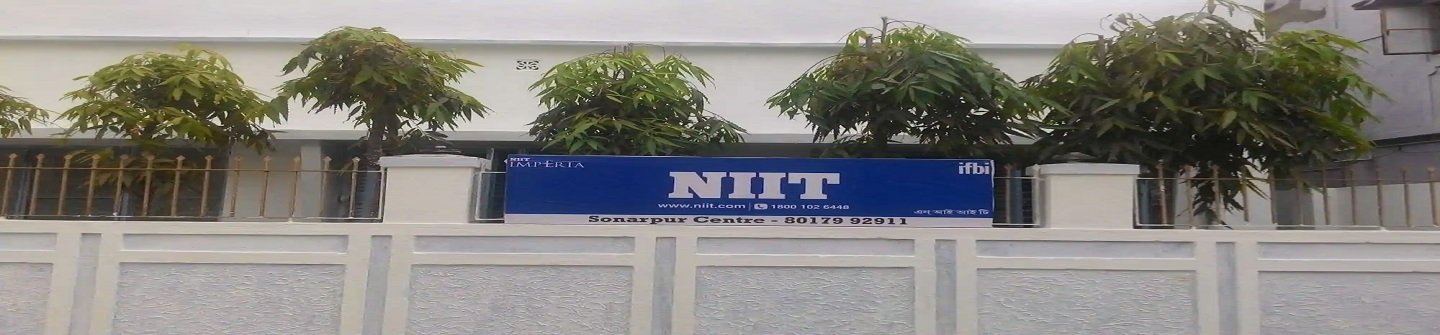 NIIT
IMPERIA
ifbi
NIIT
www.niit.com | 1800 102 6448
এন্ আই আই টি
Sonarpur Centre - 80179 92911